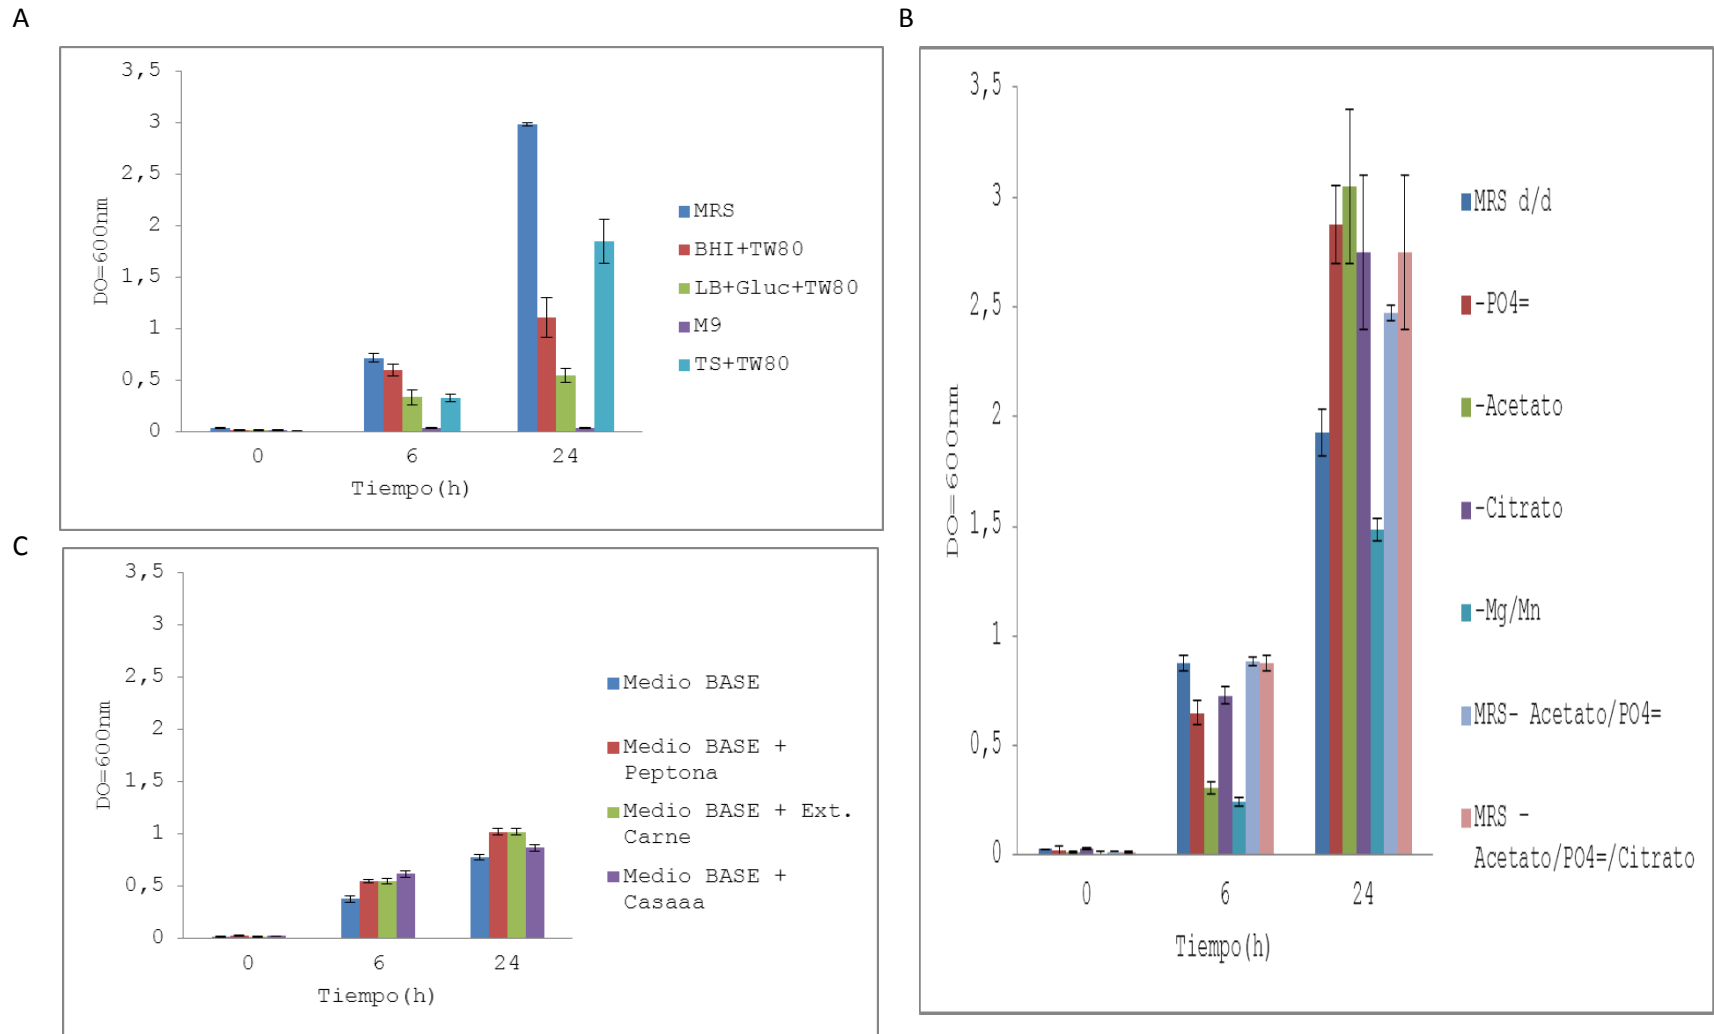 A
3,5
3
2,5
2
1,5
1
0,5
0
DO=600nm
0 6 24
Tiempo(h)
MRS
BHI+TW80
LB+Gluc+TW80
M9
TS+TW80
B
3,5
3
2,5
2
1,5
1
0,5
0
DO=600nm
0 6 24
Tiempo(h)
MRS d/d
-PO4=
-Acetato
-Citrato
-Mg/Mn
MRS- Acetato/PO4=
MRS -
Acetato/PO4=/Citrato
C
3,5
3
2,5
2
1,5
1
0,5
0
DO=600nm
0 6 24
Tiempo(h)
Medio BASE
Medio BASE +
Peptona
Medio BASE + Ext.
Carne
Medio BASE +
Casaaa